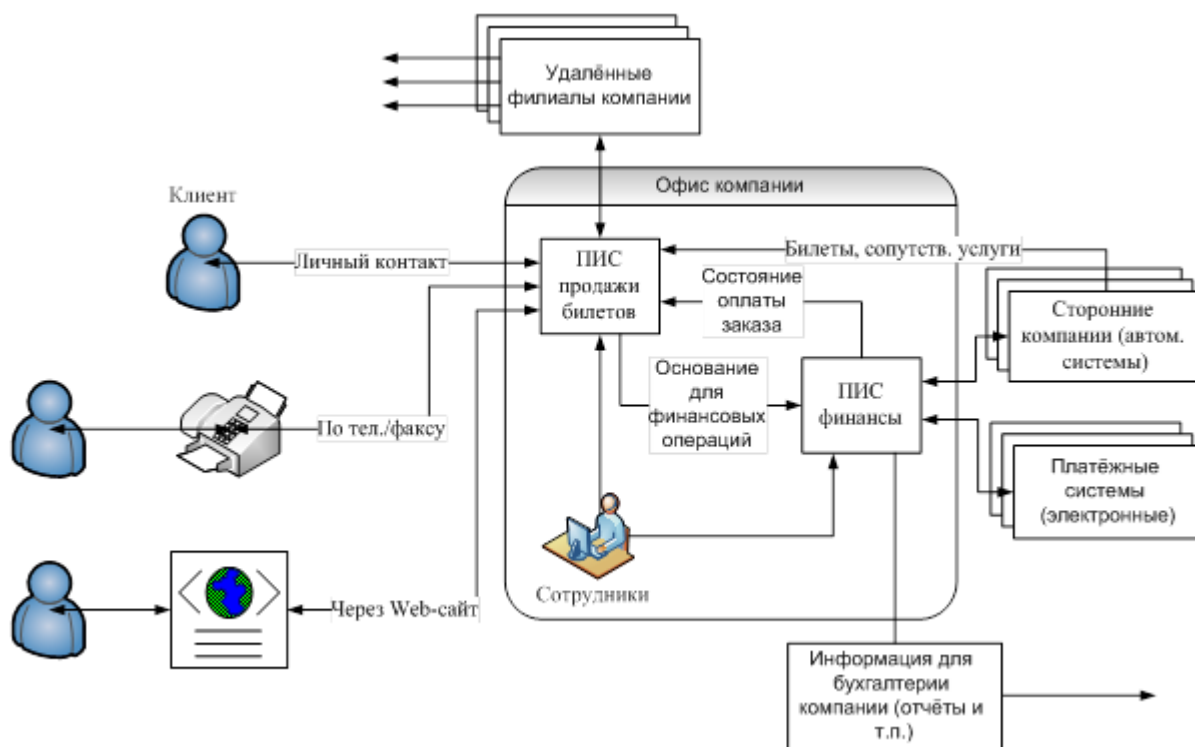 Удалённые
филиалы компании
Офис компании
Клиент
Личный контакт
ПИС
продажи
билетов
Билеты, сопутств. услуги
Состояние
оплаты
заказа
Сторонние
компании (автом.
системы)
Основание
для
финансовых
операций
ПИС
финансы
По тел./факсу
Платёжные
системы
(электронные)
Сотрудники
Через Web-сайт
Информация для
бухгалтерии
компании (отчёты и
т.п.)